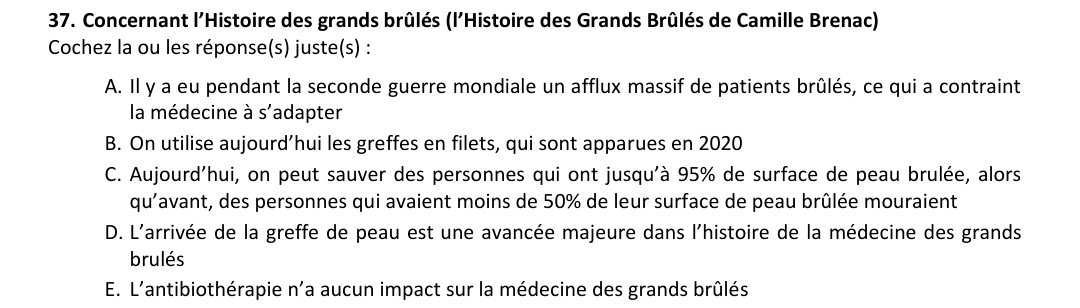 37. Concernant l’Histoire des grands brûlés (l’Histoire des Grands Brûlés de Camille Brenac)
Cochez la ou les réponse(s) juste(s) :
A. Il y a eu pendant la seconde guerre mondiale un afflux massif de patients brûlés, ce qui a contraint
la médecine à s’adapter
B. On utilise aujourd’hui les greffes en filets, qui sont apparues en 2020
C. Aujourd’hui, on peut sauver des personnes qui ont jusqu’à 95% de surface de peau brulée, alors
qu’avant, des personnes qui avaient moins de 50% de leur surface de peau brûlée mouraient
D. L’arrivée de la greffe de peau est une avancée majeure dans l’histoire de la médecine des grands
brulés
E. L’antibiothérapie n’a aucun impact sur la médecine des grands brûlés